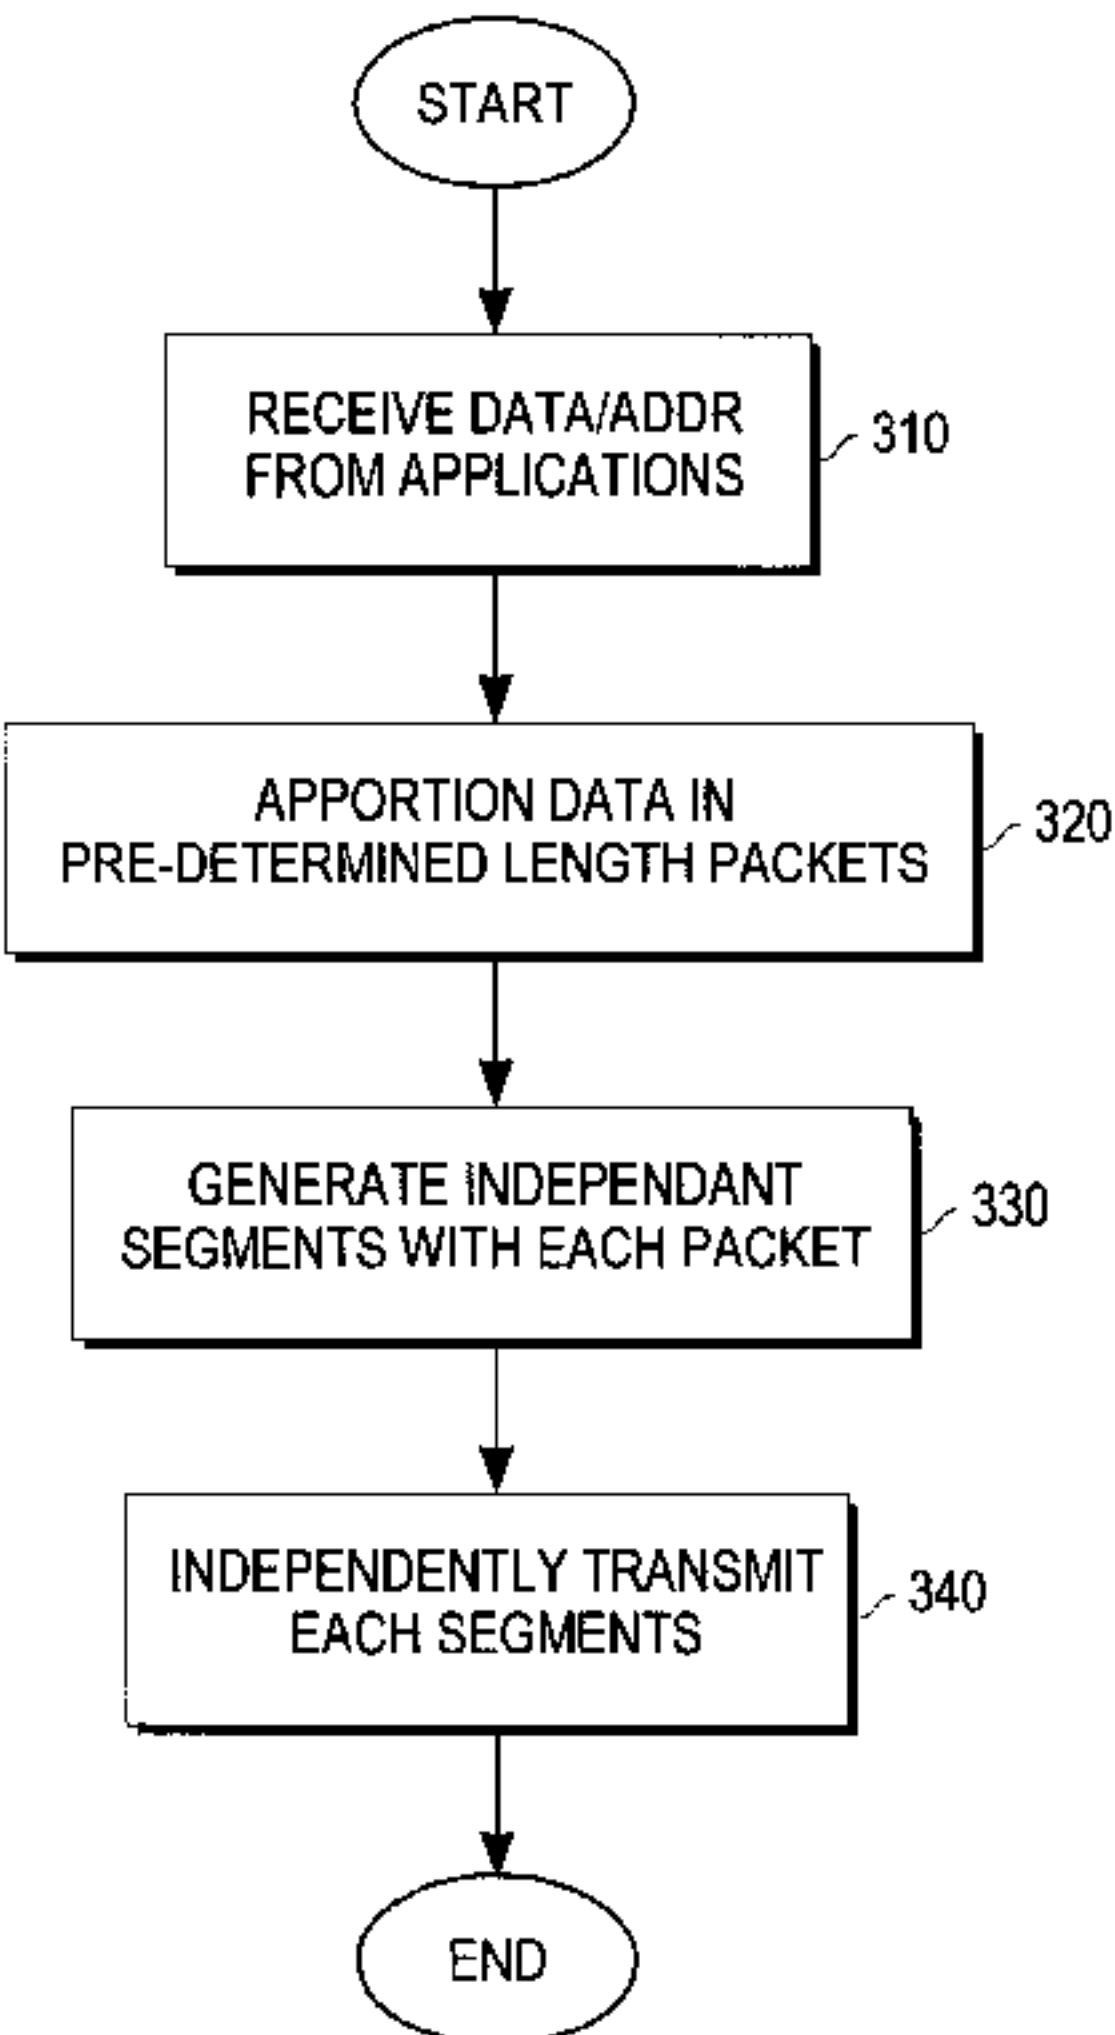 START
RECEIVE DATA/ADDR
FROM APPLICATIONS
310
APPORTION DATA IN
PRE-DETERMINED LENGTH PACKETS
320
GENERATE INDEPENDANT
SEGMENTS WITH EACH PACKET
330
INDEPENDENTLY TRANSMIT
EACH SEGMENTS
340
END